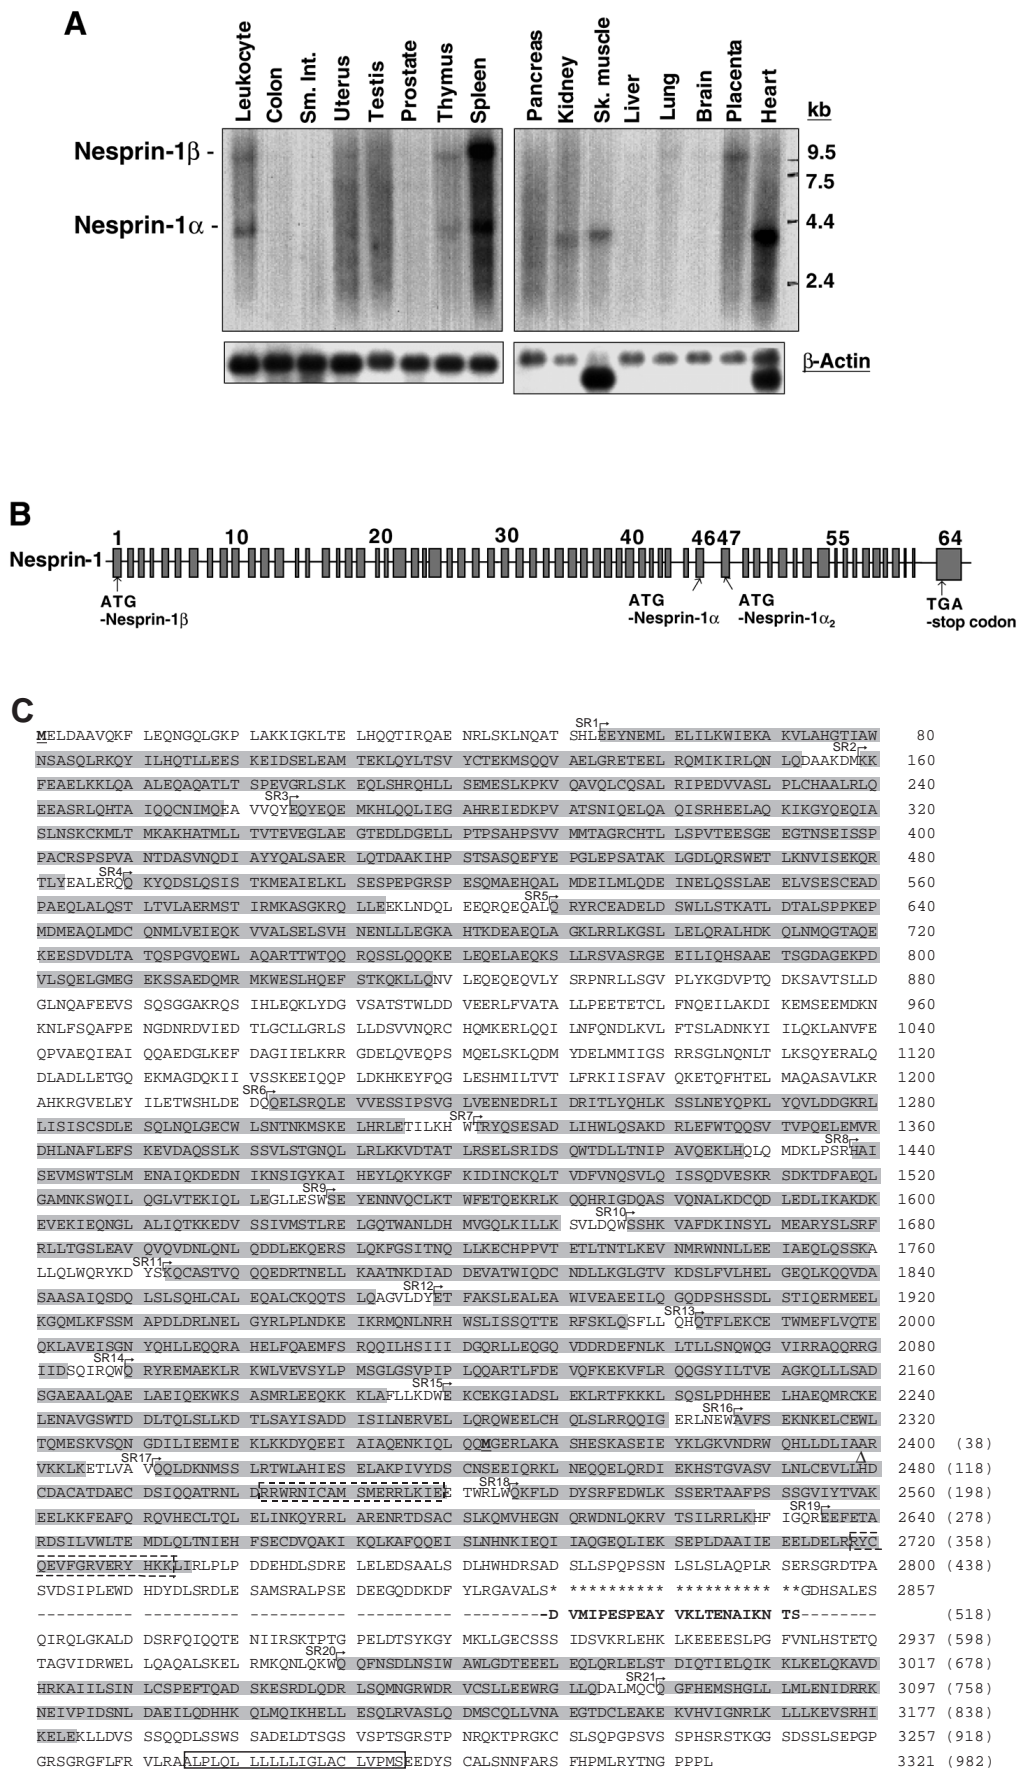 A
Leukocyte Colon Sm. Int. Uterus Testis Prostate Thymus Spleen Pancreas Kidney Sk. muscle Liver Lung Brain Placenta Heart
kb
Nesprin-1β -
9.5
7.5
Nesprin-1α -
4.4
2.4
β-Actin
B
1 10 20 30 40 46 47 55 64
Nesprin-1
ATG
-Nesprin-1β
ATG
-Nesprin-1α
ATG
-Nesprin-1α2
TGA
-stop codon
C
SR1
MELDAAVQKF LEQNGQLGKP LAKKIGKLTE LHQQTIRQAE NRLSKLNQAT SHLEEYNEML ELILKWIEKA KVLAHGTIAW 80
SR2
NSASQLRKQY ILHQTLLEES KEIDSELEAM TEKLQYLTSV YCTEKMSQQV AELGRETEEL RQMIKIRLQN LQDAAKDMKK 160
FEAELKKLQA ALEQAQATLT SPEVGRLSLK EQLSHRQHLL SEMESLKPKV QAVQLCQSAL RIPEDVVASL PLCHAALRLQ 240
SR3
EEASRLQHTA IQQCNIMQEA VVQYEQYEQE MKHLQQLIEG AHREIEDKPV ATSNIQELQA QISRHEELAQ KIKGYQEQIA 320
SLNSKCKMLT MKAKHATMLL TVTEVEGLAE GTEDLDGELL PTPSAHPSVV MMTAGRCHTL LSPVTEESGE EGTNSEISSP 400
PACRSPSPVA NTDASVNQDI AYYQALSAER LQTDAAKIHP STSASQEFYE PGLEPSATAK LGDLQRSWET LKNVISEKQR 480
SR4
TLYEALERQQ KYQDSLQSIS TKMEAIELKL SESPEPGRSP ESQMAEHQAL MDEILMLQDE INELQSSLAE ELVSESCEAD 560
SR5
PAEQLALQST LTVLAERMST IRMKASGKRQ LLEEKLNDQL EEQRQEQALQ RYRCEADELD SWLLSTKATL DTALSPPKEP 640
MDMEAQLMDC QNMLVEIEQK VVALSELSVH NENLLLEGKA HTKDEAEQLA GKLRRLKGSL LELQRALHDK QLNMQGTAQE 720
KEESDVDLTA TQSPGVQEWL AQARTTWTQQ RQSSLQQQKE LEQELAEQKS LLRSVASRGE EILIQHSAAE TSGDAGEKPD 800
VLSQELGMEG EKSSAEDQMR MKWESLHQEF STKQKLLQNV LEQEQEQVLY SRPNRLLSGV PLYKGDVPTQ DKSAVTSLLD 880
GLNQAFEEVS SQSGGAKRQS IHLEQKLYDG VSATSTWLDD VEERLFVATA LLPEETETCL FNQEILAKDI KEMSEEMDKN 960
KNLFSQAFPE NGDNRDVIED TLGCLLGRLS LLDSVVNQRC HQMKERLQQI LNFQNDLKVL FTSLADNKYI ILQKLANVFE 1040
QPVAEQIEAI QQAEDGLKEF DAGIIELKRR GDELQVEQPS MQELSKLQDM YDELMMIIGS RRSGLNQNLT LKSQYERALQ 1120
DLADLLETGQ EKMAGDQKII VSSKEEIQQP LDKHKEYFQG LESHMILTVT LFRKIISFAV QKETQFHTEL MAQASAVLKR 1200
SR6
AHKRGVELEY ILETWSHLDE DQQELSRQLE VVESSIPSVG LVEENEDRLI DRITLYQHLK SSLNEYQPKL YQVLDDGKRL 1280
SR7
LISISCSDLE SQLNQLGECW LSNTNKMSKE LHRLETILKH WTRYQSESAD LIHWLQSAKD RLEFWTQQSV TVPQELEMVR 1360
SR8
DHLNAFLEFS KEVDAQSSLK SSVLSTGNQL LRLKKVDTAT LRSELSRIDS QWTDLLTNIP AVQEKLHQLQ MDKLPSRHAI 1440
SEVMSWTSLM ENAIQKDEDN IKNSIGYKAI HEYLQKYKGF KIDINCKQLT VDFVNQSVLQ ISSQDVESKR SDKTDFAEQL 1520
SR9
GAMNKSWQIL QGLVTEKIQL LEGLLESWSE YENNVQCLKT WFETQEKRLK QQHRIGDQAS VQNALKDCQD LEDLIKAKDK 1600
SR10
EVEKIEQNGL ALIQTKKEDV SSIVMSTLRE LGQTWANLDH MVGQLKILLK SVLDQWSSHK VAFDKINSYL MEARYSLSRF 1680
RLLTGSLEAV QVQVDNLQNL QDDLEKQERS LQKFGSITNQ LLKECHPPVT ETLTNTLKEV NMRWNNLLEE IAEQLQSSKA 1760
SR11
LLQLWQRYKD YSKQCASTVQ QQEDRTNELL KAATNKDIAD DEVATWIQDC NDLLKGLGTV KDSLFVLHEL GEQLKQQVDA 1840
SR12
SAASAIQSDQ LSLSQHLCAL EQALCKQQTS LQAGVLDYET FAKSLEALEA WIVEAEEILQ GQDPSHSSDL STIQERMEEL 1920
SR13
KGQMLKFSSM APDLDRLNEL GYRLPLNDKE IKRMQNLNRH WSLISSQTTE RFSKLQSFLL QHQTFLEKCE TWMEFLVQTE 2000
QKLAVEISGN YQHLLEQQRA HELFQAEMFS RQQILHSIII DGQRLLEQGQ VDDRDEFNLK LTLLSNQWQG VIRRAQQRRG 2080
SR14
IIDSQIRQWQ RYREMAEKLR KWLVEVSYLP MSGLGSVPIP LQQARTLFDE VQFKEKVFLR QQGSYILTVE AGKQLLLSAD 2160
SR15
SGAEAALQAE LAEIQEKWKS ASMRLEEQKK KLAFLLKDWE KCEKGIADSL EKLRTFKKKL SQSLPDHHEE LHAEQMRCKE 2240
SR16
LENAVGSWTD DLTQLSLLKD TLSAYISADD ISILNERVEL LQRQWEELCH QLSLRRQQIG ERLNEWAVFS EKNKELCEWL 2320
TQMESKVSQN GDILIEEMIE KLKKDYQEEI AIAQENKIQL QQMGERLAKA SHESKASEIE YKLGKVNDRW QHLLDLIAAR 2400 (38)
SR17 Δ
VKKLKETLVA VQQLDKNMSS LRTWLAHIES ELAKPIVYDS CNSEEIQRKL NEQQELQRDI EKHSTGVASV LNLCEVLLHD 2480 (118)
SR18
CDACATDAEC DSIQQATRNL DRRWRNICAM SMERRLKIEE TWRLWQKFLD DYSRFEDWLK SSERTAAFPS SSGVIYTVAK 2560 (198)
SR19
EELKKFEAFQ RQVHECLTQL ELINKQYRRL ARENRTDSAC SLKQMVHEGN QRWDNLQKRV TSILRRLKHF IGQREEFETA 2640 (278)
RDSILVWLTE MDLQLTNIEH FSECDVQAKI KQLKAFQQEI SLNHNKIEQI IAQGEQLIEK SEPLDAAIIE EELDELRRYC 2720 (358)
QEVFGRVERY HKKLIRLPLP DDEHDLSDRE LELEDSAALS DLHWHDRSAD SLLSPQPSSN LSLSLAQPLR SERSGRDTPA 2800 (438)
SVDSIPLEWD HDYDLSRDLE SAMSRALPSE DEEGQDDKDF YLRGAVALS* ********** ********** **GDHSALES 2857
---------- ---------- ---------- ---------- ---------D VMIPESPEAY VKLTENAIKN TS-------- (518)
QIRQLGKALD DSRFQIQQTE NIIRSKTPTG PELDTSYKGY MKLLGECSSS IDSVKRLEHK LKEEEESLPG FVNLHSTETQ 2937 (598)
SR20
TAGVIDRWEL LQAQALSKEL RMKQNLQKWQ QFNSDLNSIW AWLGDTEEEL EQLQRLELST DIQTIELQIK KLKELQKAVD 3017 (678)
SR21
HRKAIILSIN LCSPEFTQAD SKESRDLQDR LSQMNGRWDR VCSLLEEWRG LLQDALMQCQ GFHEMSHGLL LMLENIDRRK 3097 (758)
NEIVPIDSNL DAEILQDHHK QLMQIKHELL ESQLRVASLQ DMSCQLLVNA EGTDCLEAKE KVHVIGNRLK LLLKEVSRHI 3177 (838)
KELEKLLDVS SSQQDLSSWS SADELDTSGS VSPTSGRSTP NRQKTPRGKC SLSQPGPSVS SPHSRSTKGG SDSSLSEPGP 3257 (918)
GRSGRGFLFR VLRAALPLQL LLLLLIGLAC LVPMSEEDYS CALSNNFARS FHPMLRYTNG PPPL 3321 (982)